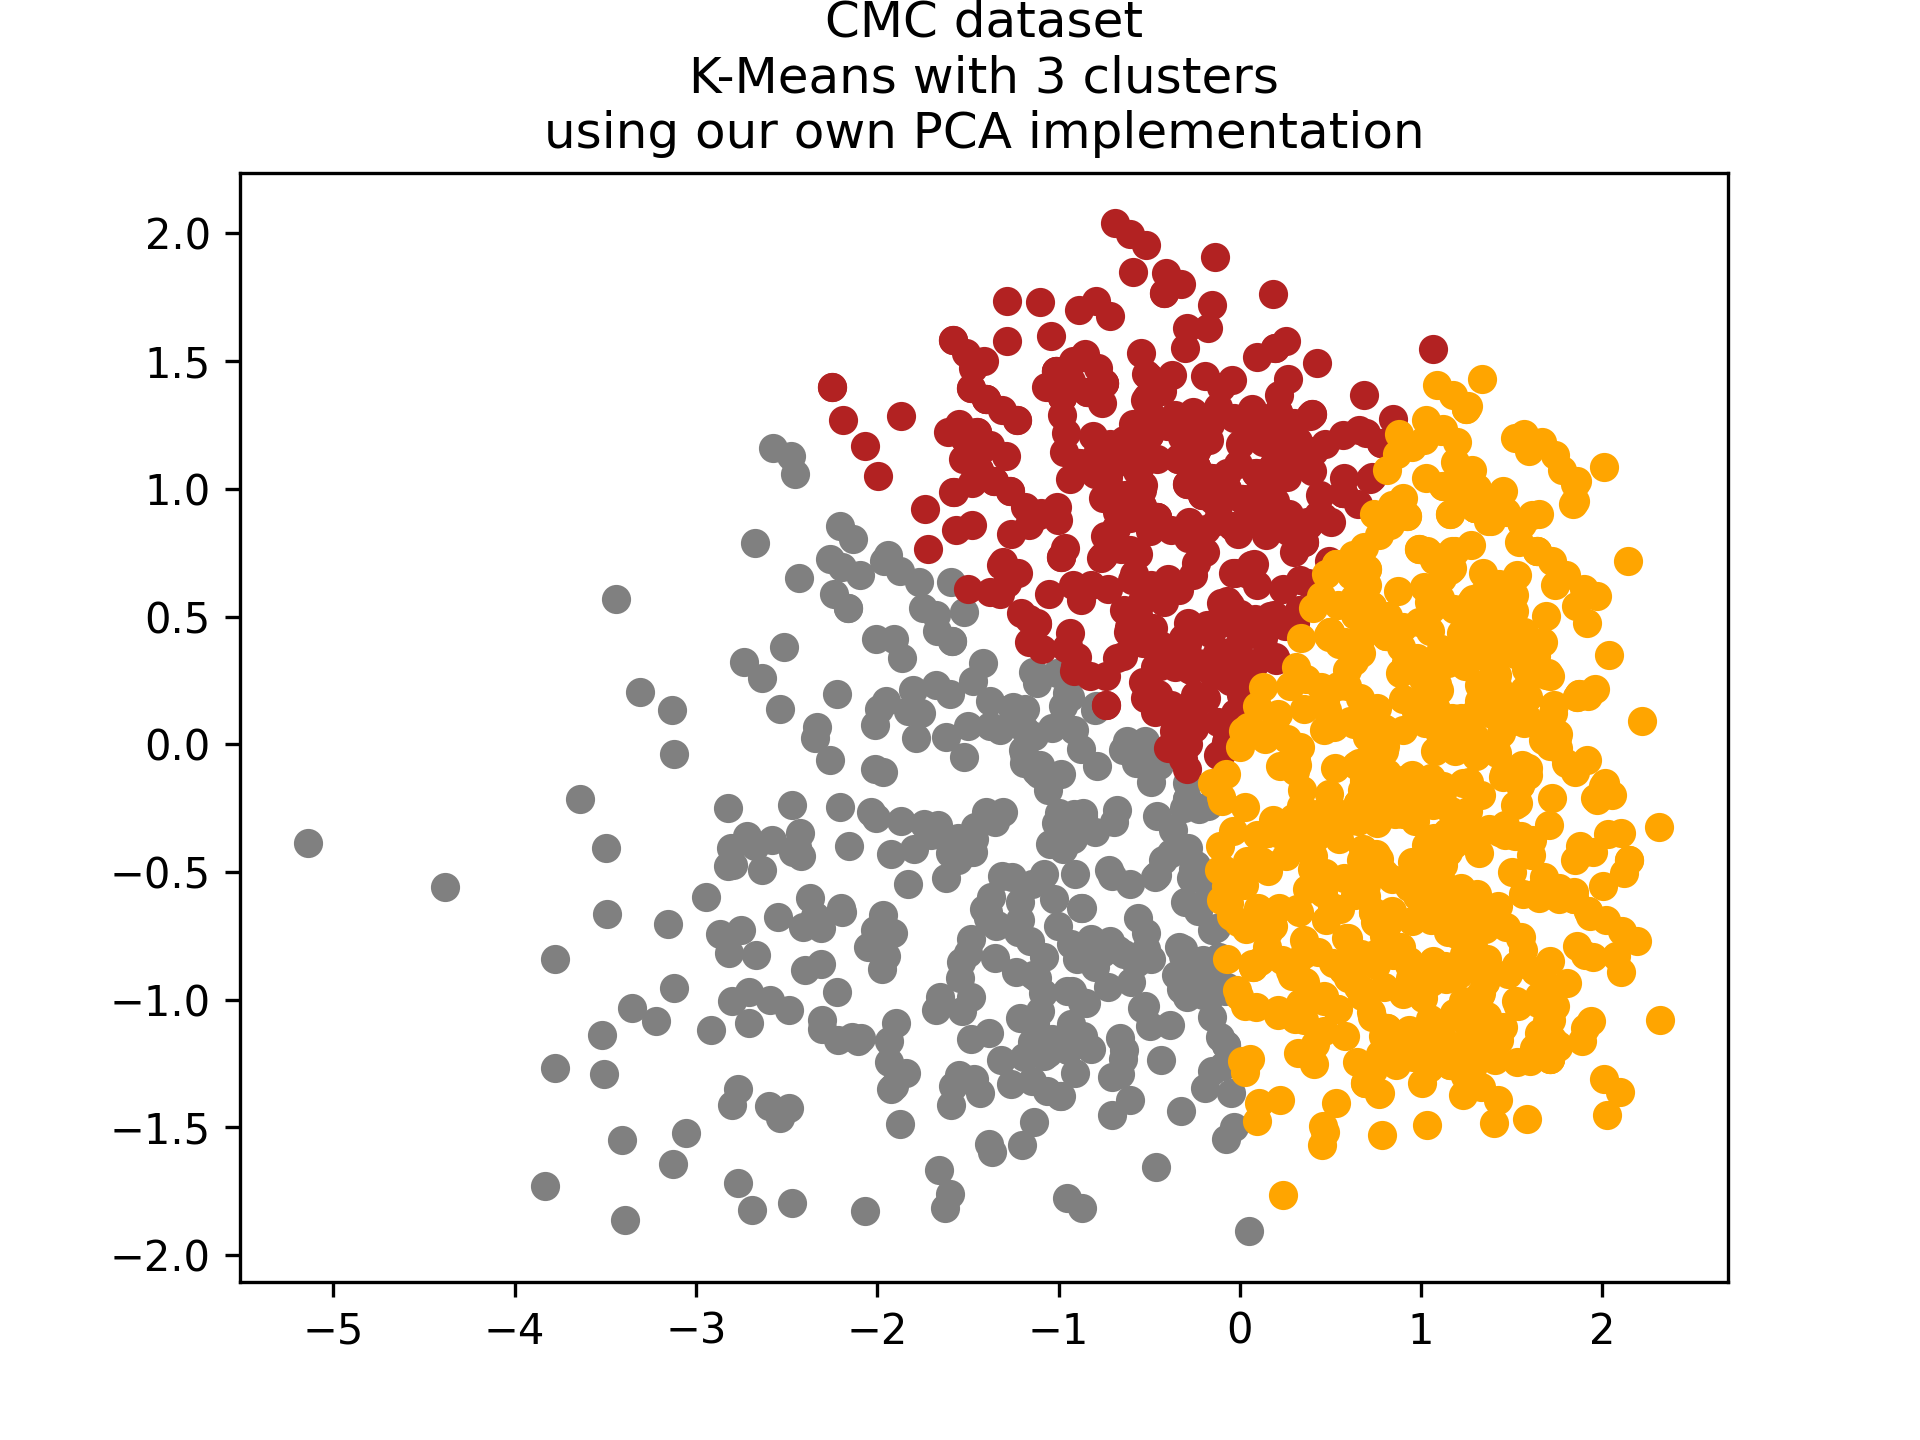 CMC dataset
K-Means with 3 clusters
using our own PCA implementation
2.0
1.5
1.0
0.5
0.0
−0.5
−1.0
−1.5
−2.0
−5 −4 −3 −2 −1 0 1 2